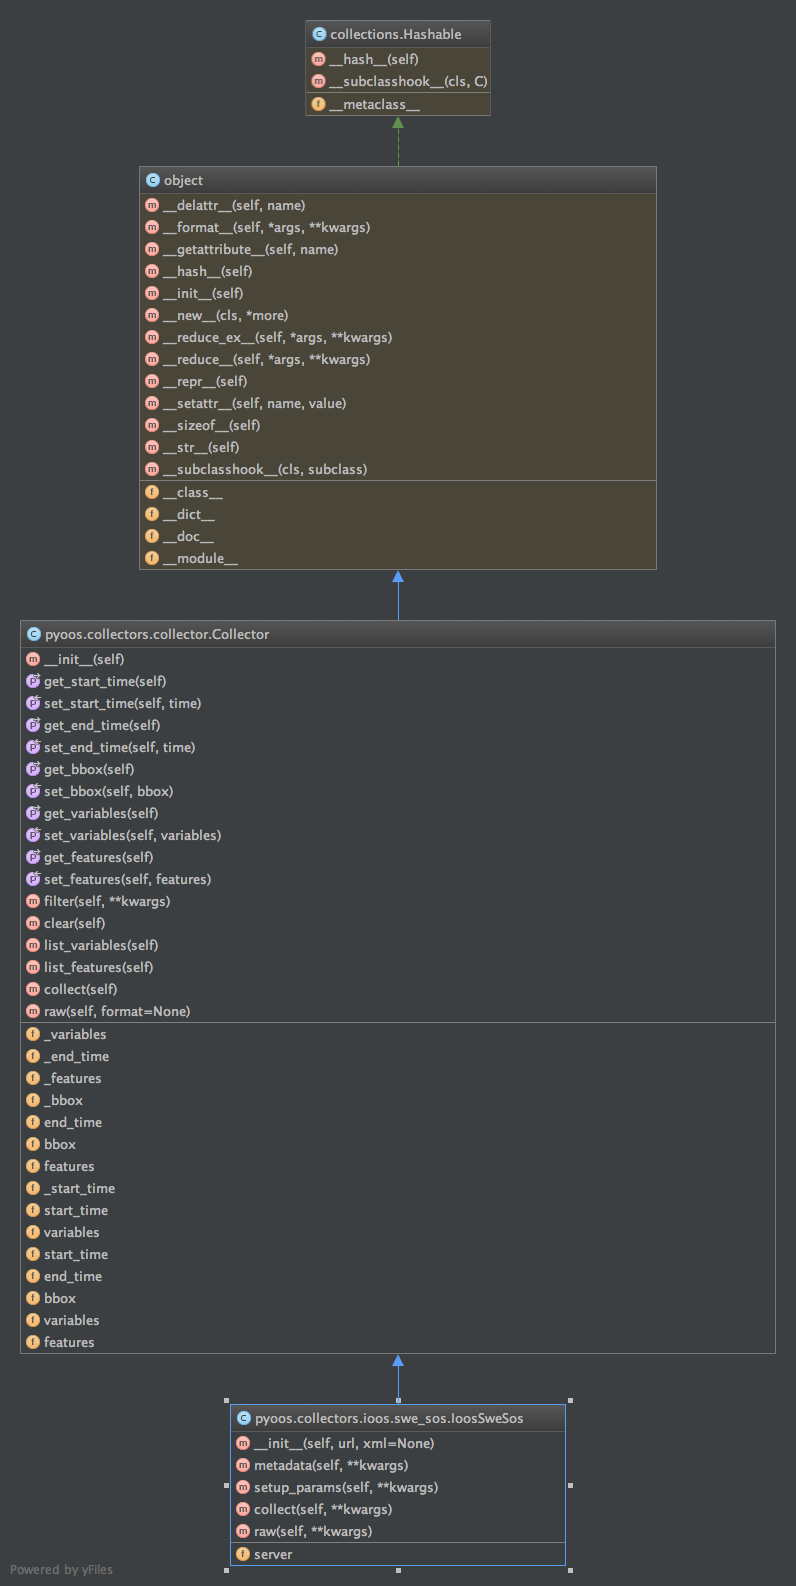 collections.Hashable
__hash__(self)
__subclasshook__(cls, C)
__metaclass__
object
__delattr__(self, name)
__format__(self, *args, **kwargs)
__getattribute__(self, name)
__hash__(self)
__init__(self)
__new__(cls, *more)
__reduce_ex__(self, *args, **kwargs)
__reduce__(self, *args, **kwargs)
__repr__(self)
__setattr__(self, name, value)
__sizeof__(self)
__str__(self)
__subclasshook__(cls, subclass)
__class__
__dict__
__doc__
__module__
pyoos.collectors.collector.Collector
__init__(self)
get_start_time(self)
set_start_time(self, time)
get_end_time(self)
set_end_time(self, time)
get_bbox(self)
set_bbox(self, bbox)
get_variables(self)
set_variables(self, variables)
get_features(self)
set_features(self, features)
filter(self, **kwargs)
clear(self)
list_variables(self)
list_features(self)
collect(self)
raw(self, format=None)
_variables
_end_time
_features
_bbox
end_time
bbox
features
_start_time
start_time
variables
start_time
end_time
bbox
variables
features
pyoos.collectors.ioos.swe_sos.IoosSweSos
__init__(self, url, xml=None)
metadata(self, **kwargs)
setup_params(self, **kwargs)
collect(self, **kwargs)
raw(self, **kwargs)
server
Powered by yFiles